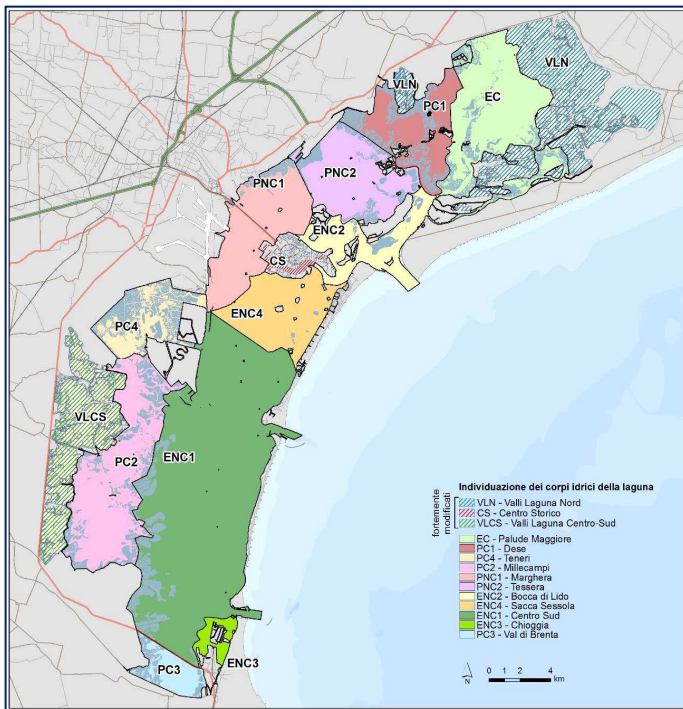 VLN
VLN
PC1
EC
PNC1
PNC2
ENC2
CS
ENC4
PC4
VLCS
PC2
ENC1
PC3
ENC3
Individuazione dei corpi idrici della laguna
fortemente
modificati
VLN - Valli Laguna Nord
CS - Centro Storico
VLCS - Valli Laguna Centro-Sud
EC - Palude Maggiore
PC1 - Dese
PC4 - Teneri
PC2 - Millecampi
PNC1 - Marghera
PNC2 - Tessera
ENC2 - Bocca di Lido
ENC4 - Sacca Sessola
ENC1 - Centro Sud
ENC3 - Chioggia
PC3 - Val di Brenta
N
0 1 2 4
km